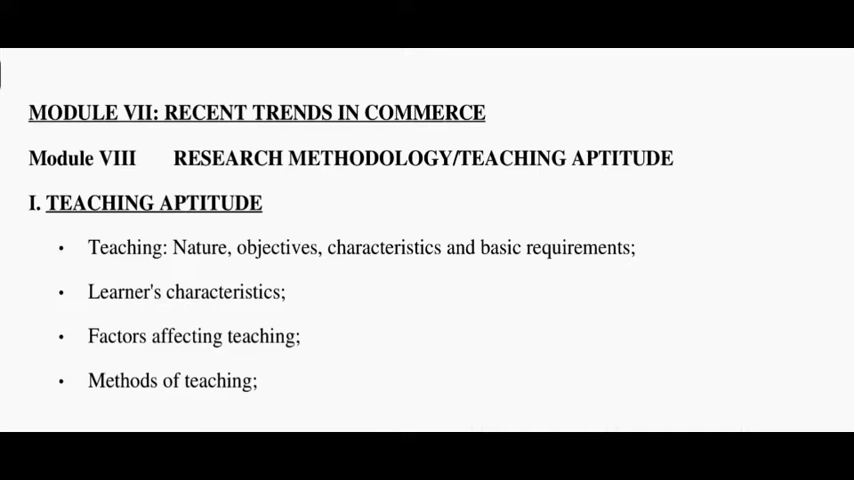 MODULE VII: RECENT TRENDS IN COMMERCE
Module VIII RESEARCH METHODOLOGY/TEACHING APTITUDE
I. TEACHING APTITUDE
• Teaching: Nature, objectives, characteristics and basic requirements;
• Learner's characteristics;
• Factors affecting teaching;
• Methods of teaching;